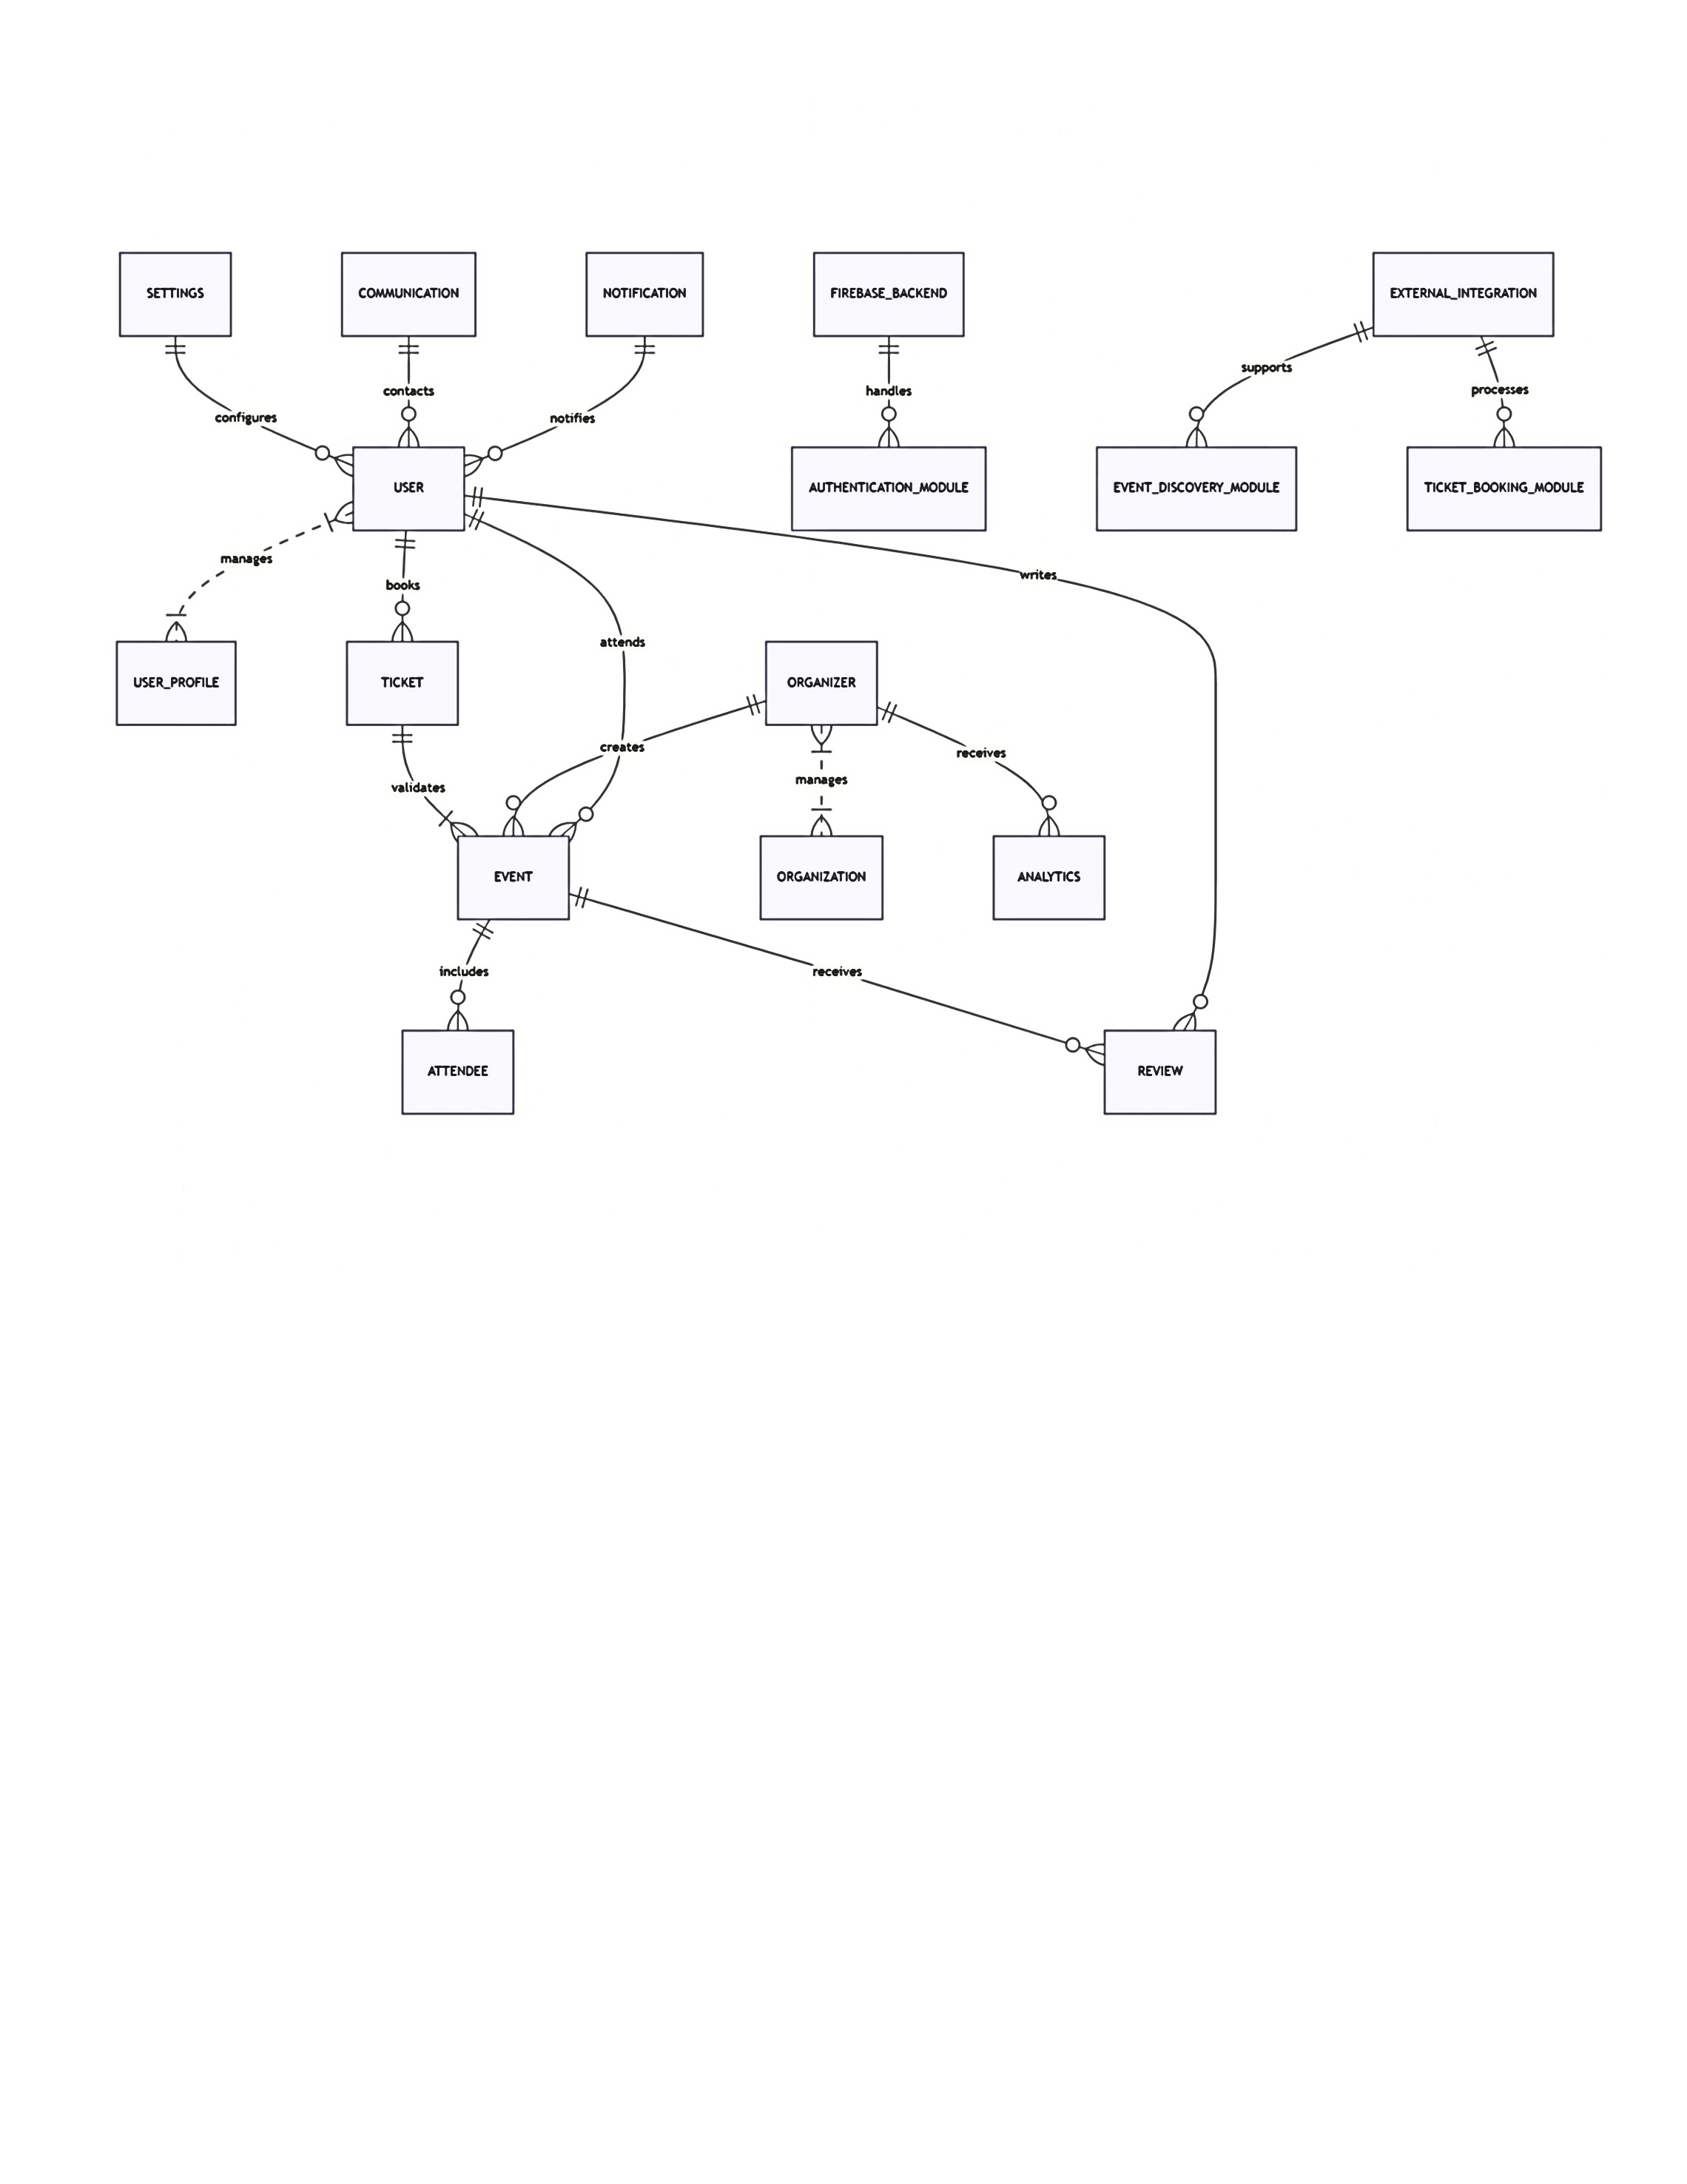 SETTINGS
COMMUNICATION
NOTIFICATION
FIREBASE_BACKEND
EXTERNAL_INTEGRATION
supports
contacts
handles
processes
configures
notifies
USER
AUTHENTICATION_MODULE
EVENT_DISCOVERY_MODULE
TICKET_BOOKING_MODULE
manages
books
writes
attends
USER_PROFILE
TICKET
ORGANIZER
creates
receives
manages
validates
EVENT
ORGANIZATION
ANALYTICS
includes
receives
ATTENDEE
REVIEW